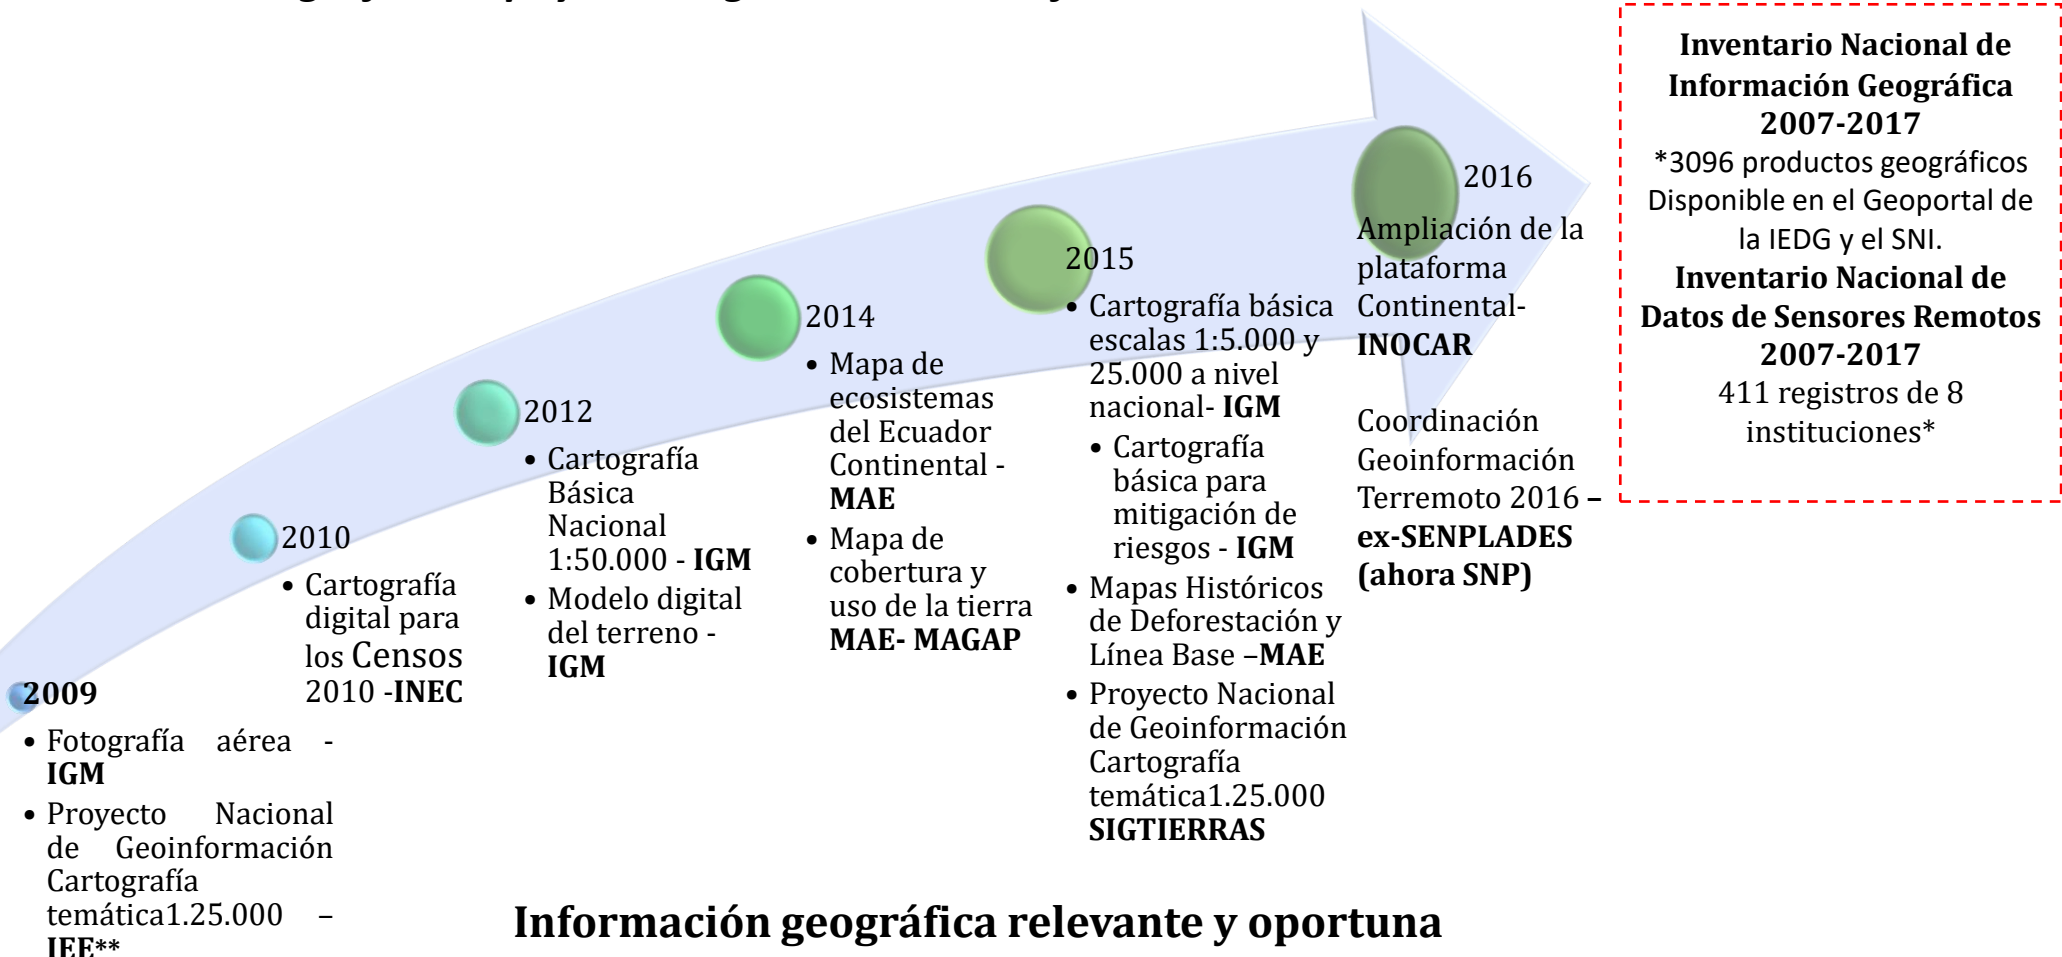 2009
• Fotografía aérea -
IGM
• Proyecto Nacional
de Geoinformación
Cartografía
temática1.25.000 –
IEE**
2010
• Cartografía
digital para
los Censos
2010 -INEC
2012
• Cartografía
Básica
Nacional
1:50.000 - IGM
• Modelo digital
del terreno -
IGM
2014
• Mapa de
ecosistemas
del Ecuador
Continental -
MAE
• Mapa de
cobertura y
uso de la tierra
MAE- MAGAP
2015
• Cartografía básica
escalas 1:5.000 y
25.000 a nivel
nacional- IGM
• Cartografía
básica para
mitigación de
riesgos - IGM
• Mapas Históricos
de Deforestación y
Línea Base –MAE
• Proyecto Nacional
de Geoinformación
Cartografía
temática1.25.000
SIGTIERRAS
2016
Ampliación de la
plataforma
Continental-
INOCAR
Coordinación
Geoinformación
Terremoto 2016 –
ex-SENPLADES
(ahora SNP)
Inventario Nacional de
Información Geográfica
2007-2017
*3096 productos geográficos
Disponible en el Geoportal de
la IEDG y el SNI.
Inventario Nacional de
Datos de Sensores Remotos
2007-2017
411 registros de 8
instituciones*
Información geográfica relevante y oportuna